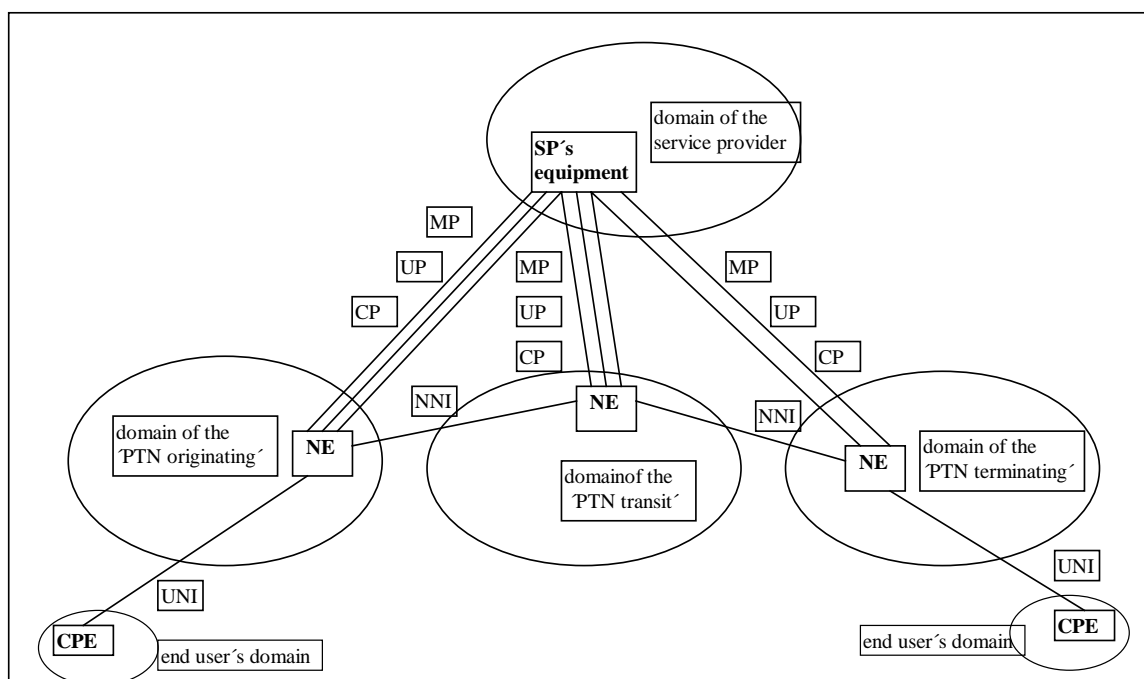 domain of the
service provider
SP´s
equipment
MP
UP
CP
MP
UP
CP
MP
UP
CP
NNI
NNI
domain of the
´PTN originating´
NE
NE
domainof the
´PTN transit´
NE
domain of the
´PTN terminating´
UNI
UNI
CPE
end user´s domain
end user´s domain
CPE